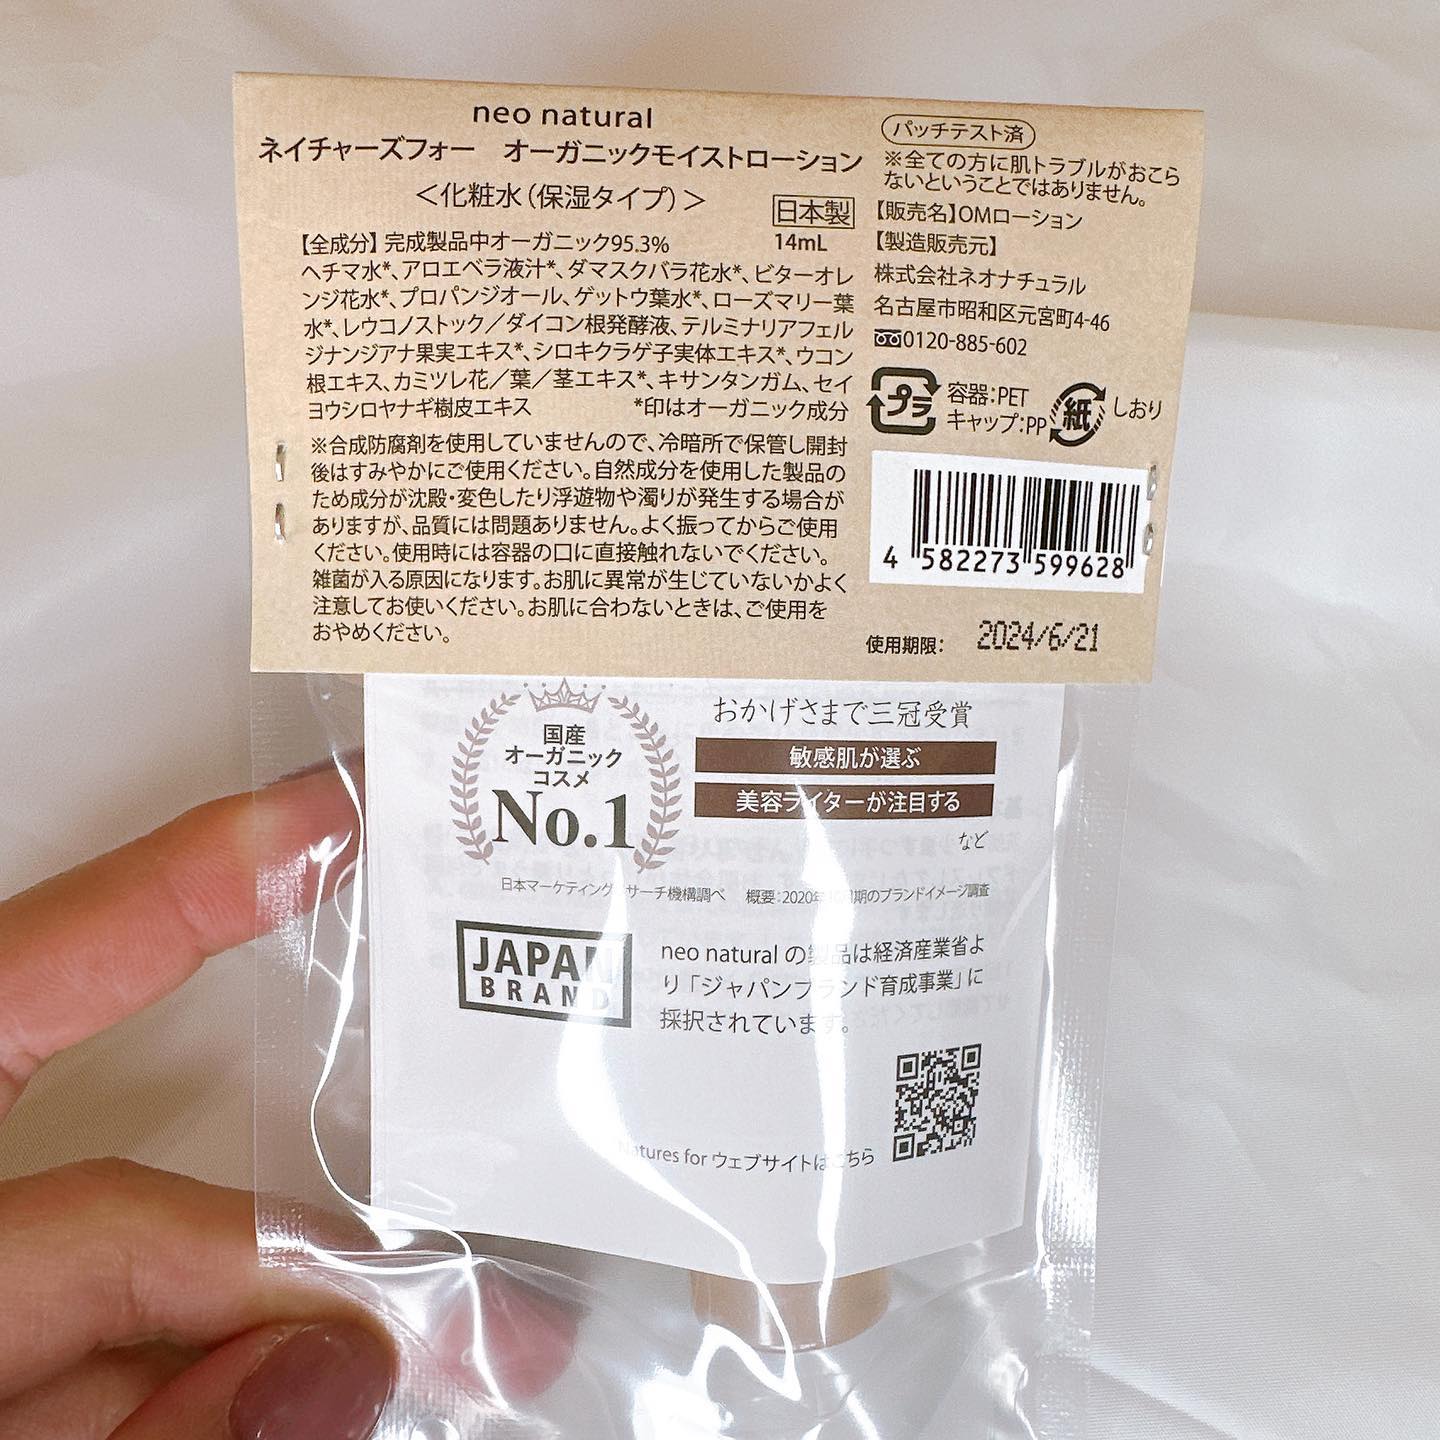 neo natural
ネイチャーズフォー　オーガニックモイストローション
＜化粧水（保湿タイプ）＞
日本製
14mL
【全成分】完成製品中オーガニック95.3%
ヘチマ水*、アロエベラ液汁*、ダマスクバラ花水*、ビターオレ
ンジ花水*、プロパンジオール、ゲットウ葉水*、ローズマリー葉
水*、レウコノストック／ダイコン根発酵液、テルミナリアフェル
ジナンジアナ果実エキス*、シロキクラゲ子実体エキス*、ウコン
根エキス、カミツレ花／葉／茎エキス*、キサンタンガム、セイ
ヨウシロヤナギ樹皮エキス　*印はオーガニック成分
※合成防腐剤を使用していませんので、冷暗所で保管し開封
後はすみやかにご使用ください。自然成分を使用した製品の
ため成分が沈殿・変色したり浮遊物や濁りが発生する場合が
ありますが、品質には問題ありません。よく振ってからご使用
ください。使用時には容器の口に直接触れないでください。
雑菌が入る原因になります。お肌に異常が生じていないかよく
注意してお使いください。お肌に合わないときは、ご使用を
おやめください。
パッチテスト済
※全ての方に肌トラブルがおこら
ないということではありません。
【販売名】OMローション
【製造販売元】
株式会社ネオナチュラル
名古屋市昭和区元宮町4-46
0120-885-602
プラ
容器：PET
キャップ：PP
紙
しおり
4 582273 599628
使用期限： 2024/6/21
国産
オーガニック
コスメ
No.1
おかげさまで三冠受賞
敏感肌が選ぶ
美容ライターが注目する
など
日本マーケティング サーチ機構調べ　概要：2020年 期のブランドイメージ調査
JAPAN
BRAND
neo natural の製品は経済産業省よ
り「ジャパンブランド育成事業」に
採択されています。
Natures for ウェブサイトはこちら